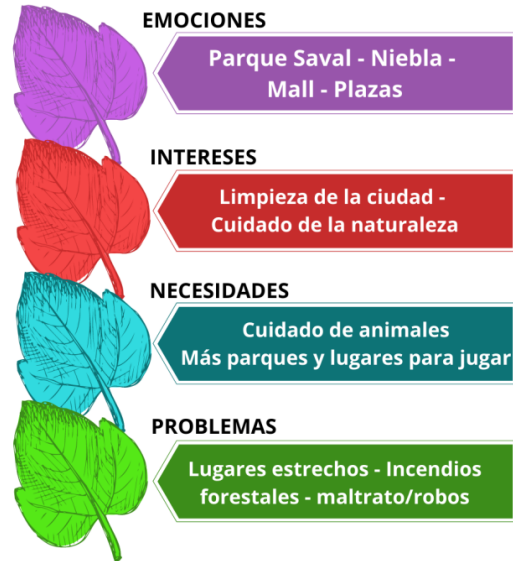 EMOCIONES
Parque Saval - Niebla -
Mall - Plazas
INTERESES
Limpieza de la ciudad -
Cuidado de la naturaleza
NECESIDADES
Cuidado de animales
Más parques y lugares para jugar
PROBLEMAS
Lugares estrechos - Incendios
forestales - maltrato/robos